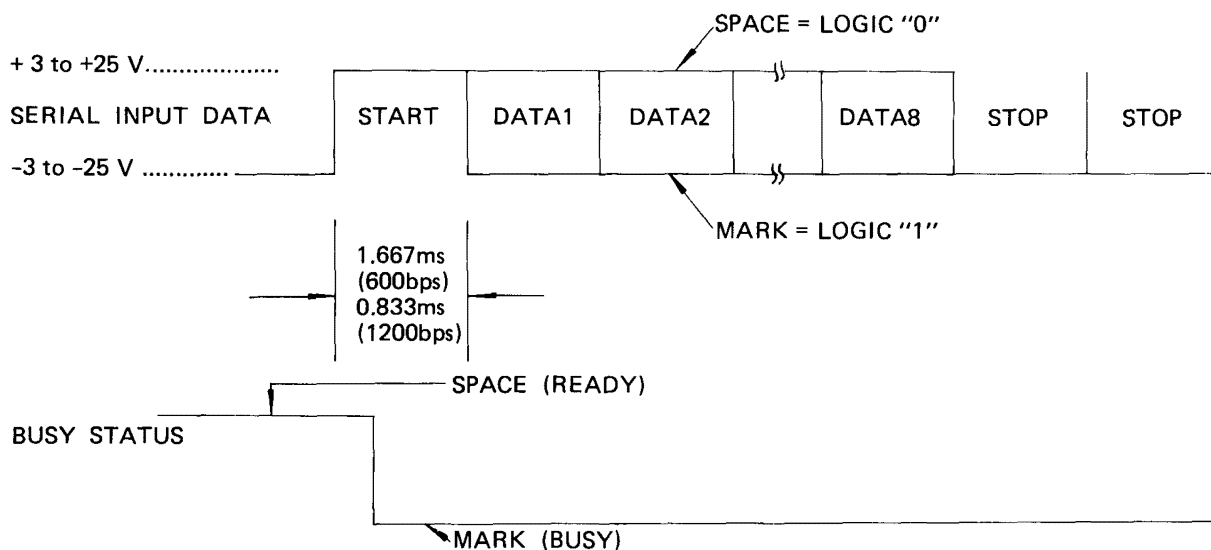 SPACE = LOGIC "0"
+ 3 to +25 V.....................
SERIAL INPUT DATA
START
DATA1
DATA2
DATA8
STOP
STOP
-3 to -25 V .............
MARK = LOGIC "1"
1.667ms
(600bps)
0.833ms
(1200bps)
SPACE (READY)
BUSY STATUS
MARK (BUSY)